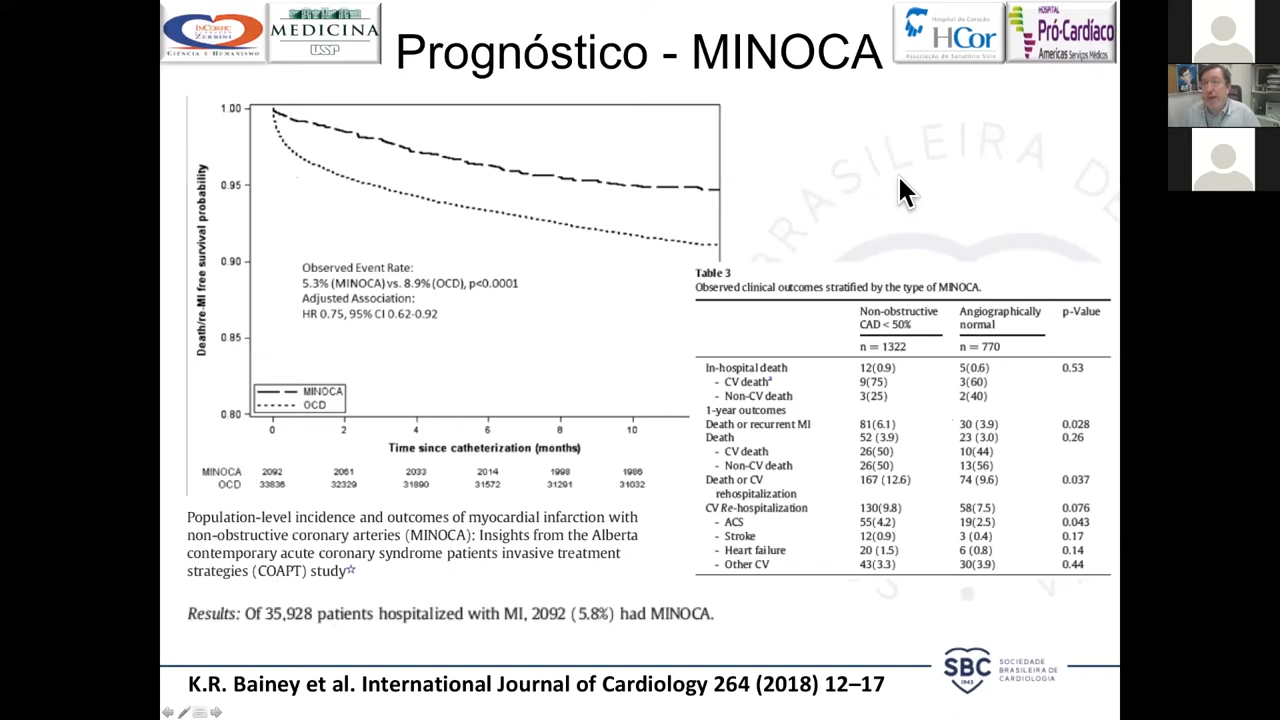 INCOR
ZERBINI
CIÊNCIA E HUMANISMO
MEDICINA
USP
Prognóstico - MINOCA
Hospital do Coração
HCor
Associação do Sanatório Sírio
HOSPITAL
Pró-Cardíaco
Americas Serviços Médicos
BRASILEIRA DE
1.00
0.95
0.90
0.85
0.80
Death/re-MI free survival probability
Observed Event Rate:
5.3% (MINOCA) vs. 8.9% (OCD), p<0.0001
Adjusted Association:
HR 0.75, 95% CI 0.62-0.92
MINOCA
OCD
0 2 4 6 8 10
Time since catheterization (months)
MINOCA 2092 2061 2033 2014 1998 1986
OCD 33836 32329 31890 31572 31291 31032
Table 3
Observed clinical outcomes stratified by the type of MINOCA.
Non-obstructive Angiographically p-Value
CAD < 50% normal
n = 1322 n = 770
In-hospital death 12(0.9) 5(0.6) 0.53
- CV deathª 9(75) 3(60)
- Non-CV death 3(25) 2(40)
1-year outcomes
Death or recurrent MI 81(6.1) 30 (3.9) 0.028
Death 52 (3.9) 23 (3.0) 0.26
- CV death 26(50) 10(44)
- Non-CV death 26(50) 13(56)
Death or CV 167 (12.6) 74 (9.6) 0.037
rehospitalization
CV Re-hospitalization 130(9.8) 58(7.5) 0.076
- ACS 55(4.2) 19(2.5) 0.043
- Stroke 12(0.9) 3 (0.4) 0.17
- Heart failure 20 (1.5) 6 (0.8) 0.14
- Other CV 43(3.3) 30(3.9) 0.44
Population-level incidence and outcomes of myocardial infarction with
non-obstructive coronary arteries (MINOCA): Insights from the Alberta
contemporary acute coronary syndrome patients invasive treatment
strategies (COAPT) study☆
Results: Of 35,928 patients hospitalized with MI, 2092 (5.8%) had MINOCA.
SBC
1943
SOCIEDADE
BRASILEIRA DE
CARDIOLOGIA
K.R. Bainey et al. International Journal of Cardiology 264 (2018) 12–17